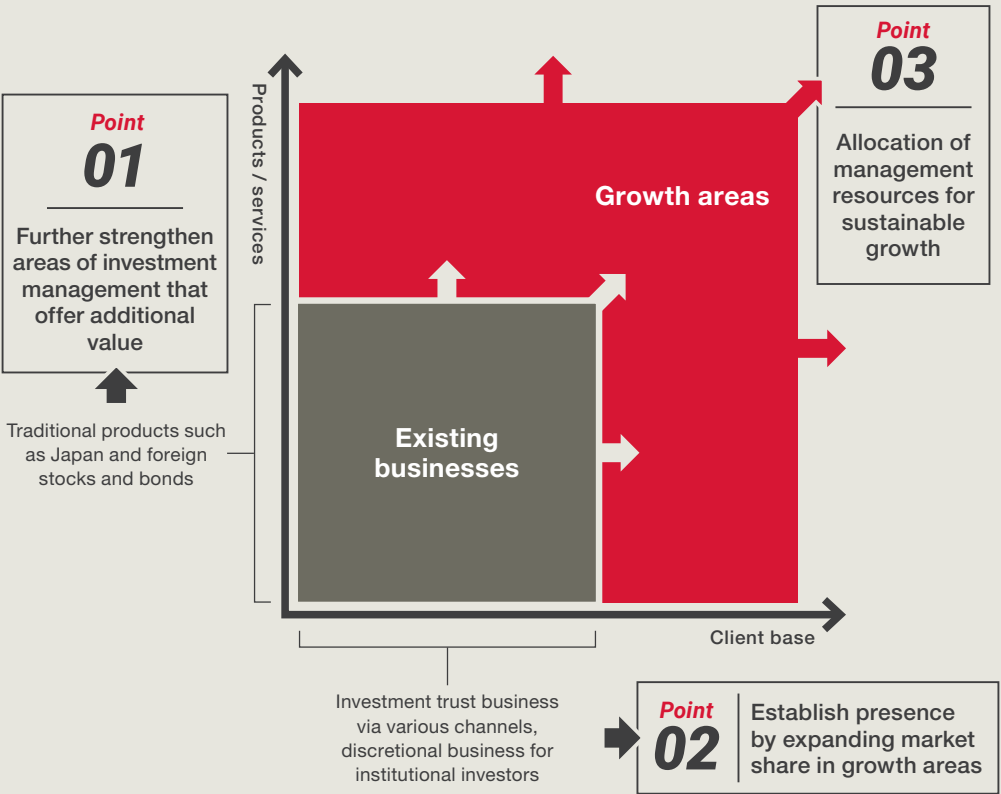 Point
01
Further strengthen
areas of investment
management that
offer additional
value
Traditional products such
as Japan and foreign
stocks and bonds
Products / services
Growth areas
Existing
businesses
Client base
Point
03
Allocation of
management
resources for
sustainable
growth
Investment trust business
via various channels,
discretional business for
institutional investors
Point
02
Establish presence
by expanding market
share in growth areas